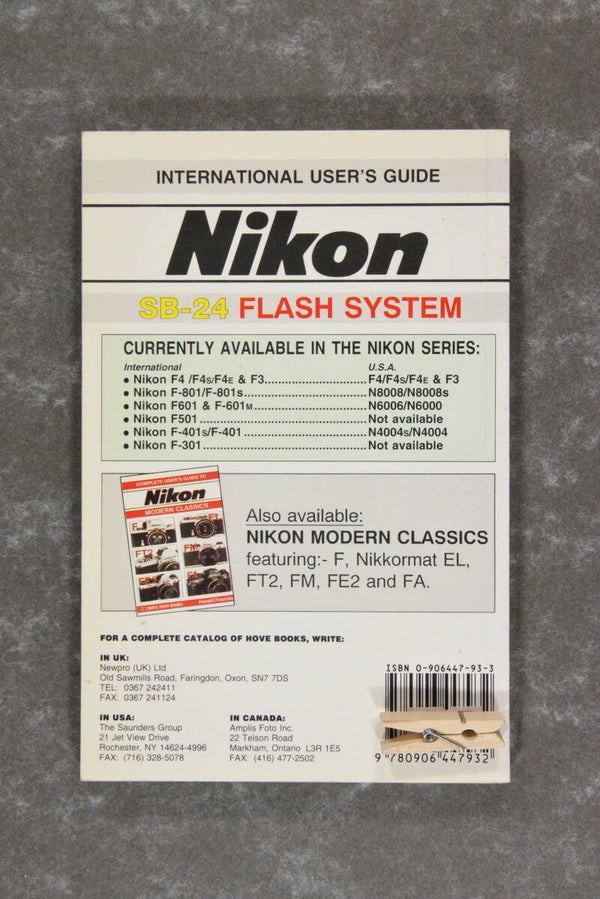 INTERNATIONAL USER'S GUIDE
Nikon
SB-24 FLASH SYSTEM
CURRENTLY AVAILABLE IN THE NIKON SERIES:
International U.S.A.
• Nikon F4 /F4s/F4E & F3.......................... F4/F4s/F4E & F3
• Nikon F-801/F-801s.......................... N8008/N8008s
• Nikon F601 & F-601M.......................... N6006/N6000
• Nikon F501.......................... Not available
• Nikon F-401s/F-401.......................... N4004s/N4004
• Nikon F-301.......................... Not available
COMPLETE USER'S GUIDE TO
Nikon
MODERN CLASSICS
FT2
FM
Also available:
NIKON MODERN CLASSICS
featuring:- F, Nikkormat EL,
FT2, FM, FE2 and FA.
FOR A COMPLETE CATALOG OF HOVE BOOKS, WRITE:
IN UK:
Newpro (UK) Ltd
Old Sawmills Road, Faringdon, Oxon, SN7 7DS
TEL: 0367 242411
FAX: 0367 241124
IN USA:
The Saunders Group
21 Jet View Drive
Rochester, NY 14624-4996
FAX: (716) 328-5078
IN CANADA:
Amplis Foto Inc.
22 Telson Road
Markham, Ontario L3R 1E5
FAX: (416) 477-2502
ISBN 0-906447-93-3
9 780906 447932